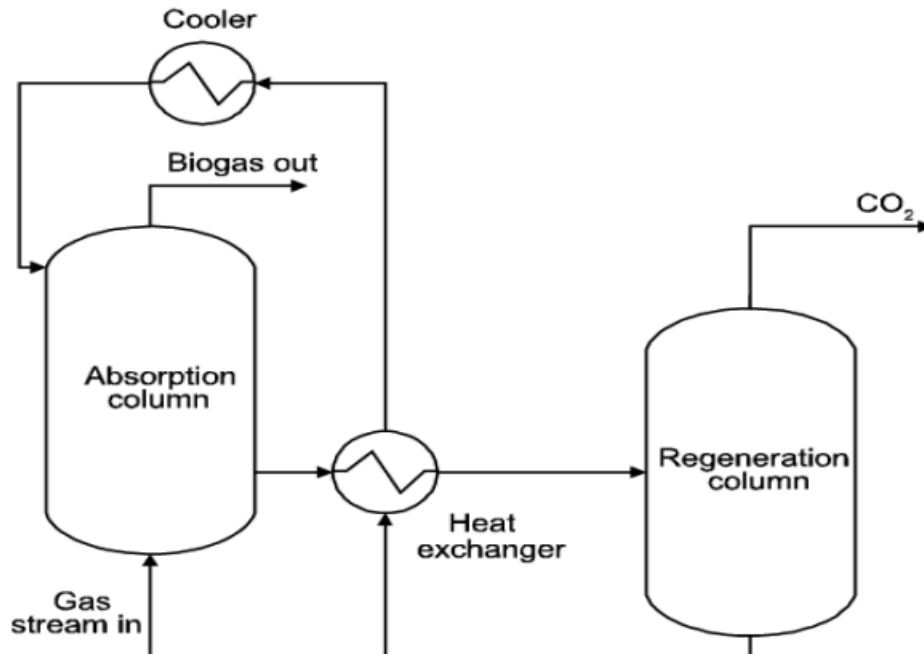 Cooler
Biogas out
CO₂
Absorption
column
Regeneration
column
Heat
exchanger
Gas
stream in